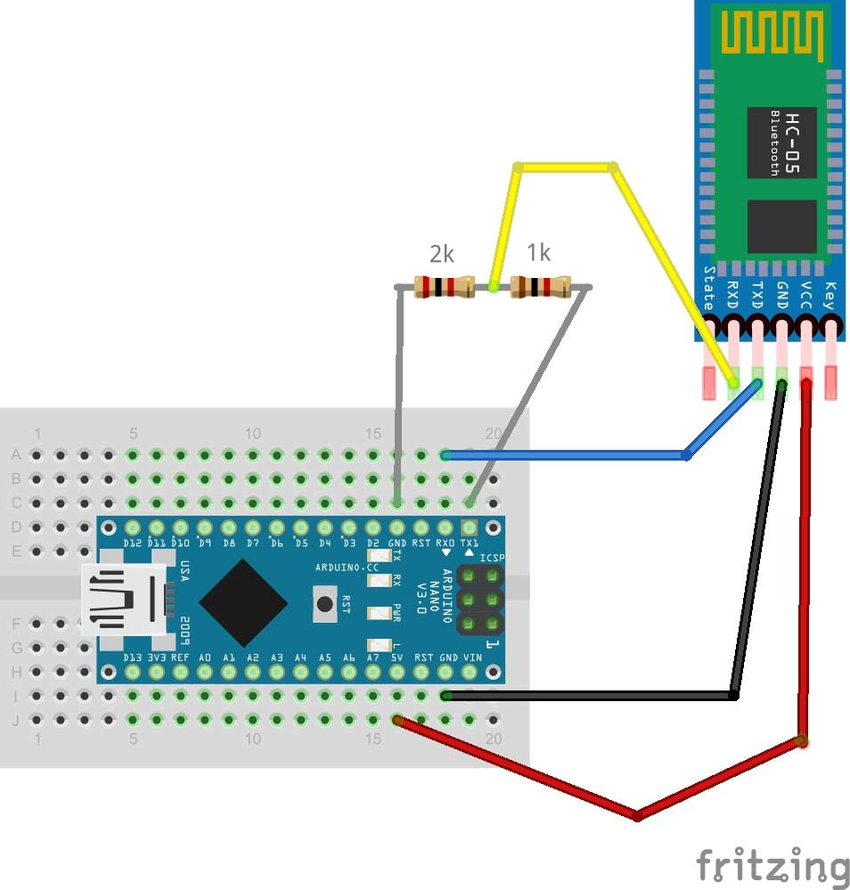 HC-05
Bluetooth
State RXD TXD GND VCC Key
2k 1k
1 5 10 15 20
A
B
C
D
E
D12 D11 D10 D9 D8 D7 D6 D5 D4 D3 D2 GND RST RX0 TX1
TX
RX
PWR
L
ARDUINO.CC
ICSP
1
USA
2009
RST
ARDUINO
NANO
V3.0
D13 3V3 REF A0 A1 A2 A3 A4 A5 A6 A7 5V RST GND VIN
F
G
H
I
J
1 5 10 15 20
fritzing